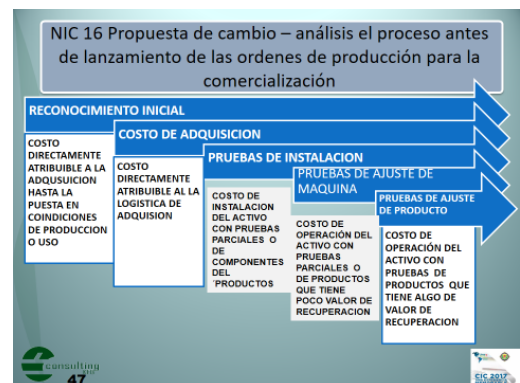 NIC 16 Propuesta de cambio – análisis el proceso antes
de lanzamiento de las ordenes de producción para la
comercialización
RECONOCIMIENTO INICIAL
COSTO
DIRECTAMENTE
ATRIBUIBLE A LA
ADQUSUICION
HASTA LA
PUESTA EN
COINDICIONES
DE PRODUCCION
O USO
COSTO DE ADQUISICION
COSTO
DIRECTAMENTE
ATRIBUIBLE AL LA
LOGISTICA DE
ADQUISION
PRUEBAS DE INSTALACION
COSTO DE
INSTALACION
DEL ACTIVO
CON PRUEBAS
PARCIALES O
DE
COMPONENTES
DEL
'PRODUCTOS
PRUEBAS DE AJUSTE DE
MAQUINA
COSTO DE
OPERACIÓN DEL
ACTIVO CON
PRUEBAS
PARCIALES O
DE PRODUCTOS
QUE TIENE
POCO VALOR DE
RECUPERACION
PRUEBAS DE AJUSTE
DE PRODUCTO
COSTO DE
OPERACIÓN DEL
ACTIVO CON
PRUEBAS DE
PRODUCTOS QUE
TIENE ALGO DE
VALOR DE
RECUPERACION
consulting
47
CIC 2017